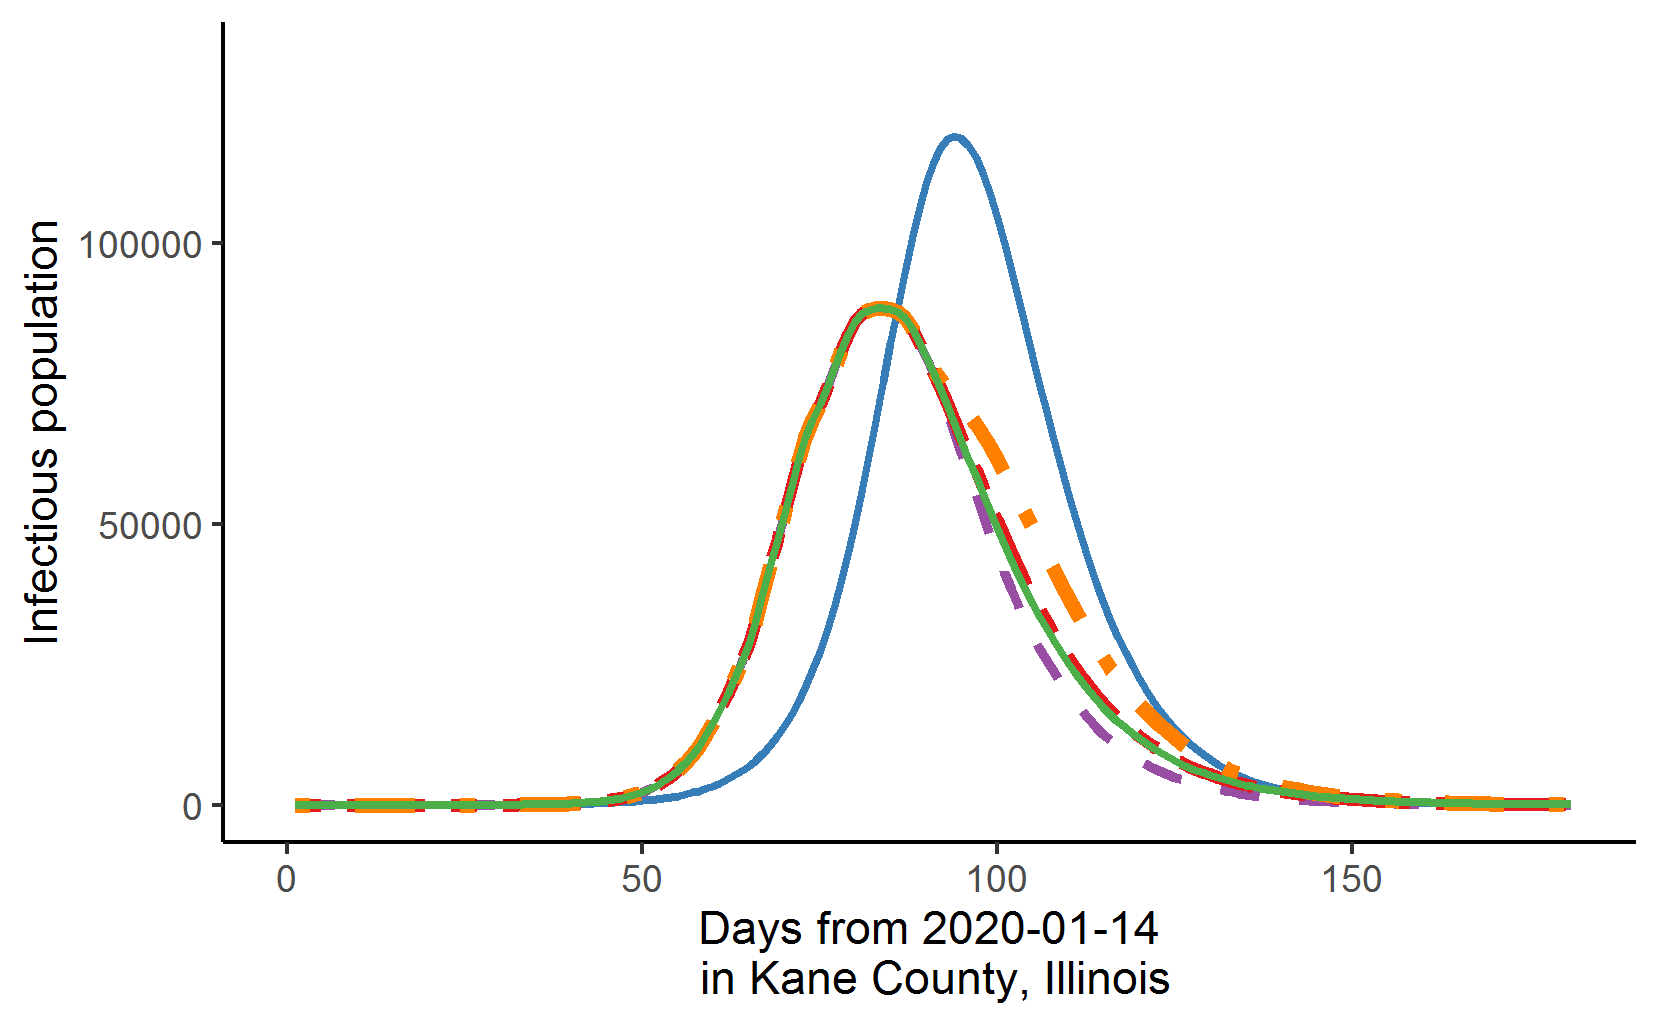 Infectious population
100000
50000
0
0 50 100 150
Days from 2020-01-14
in Kane County, Illinois